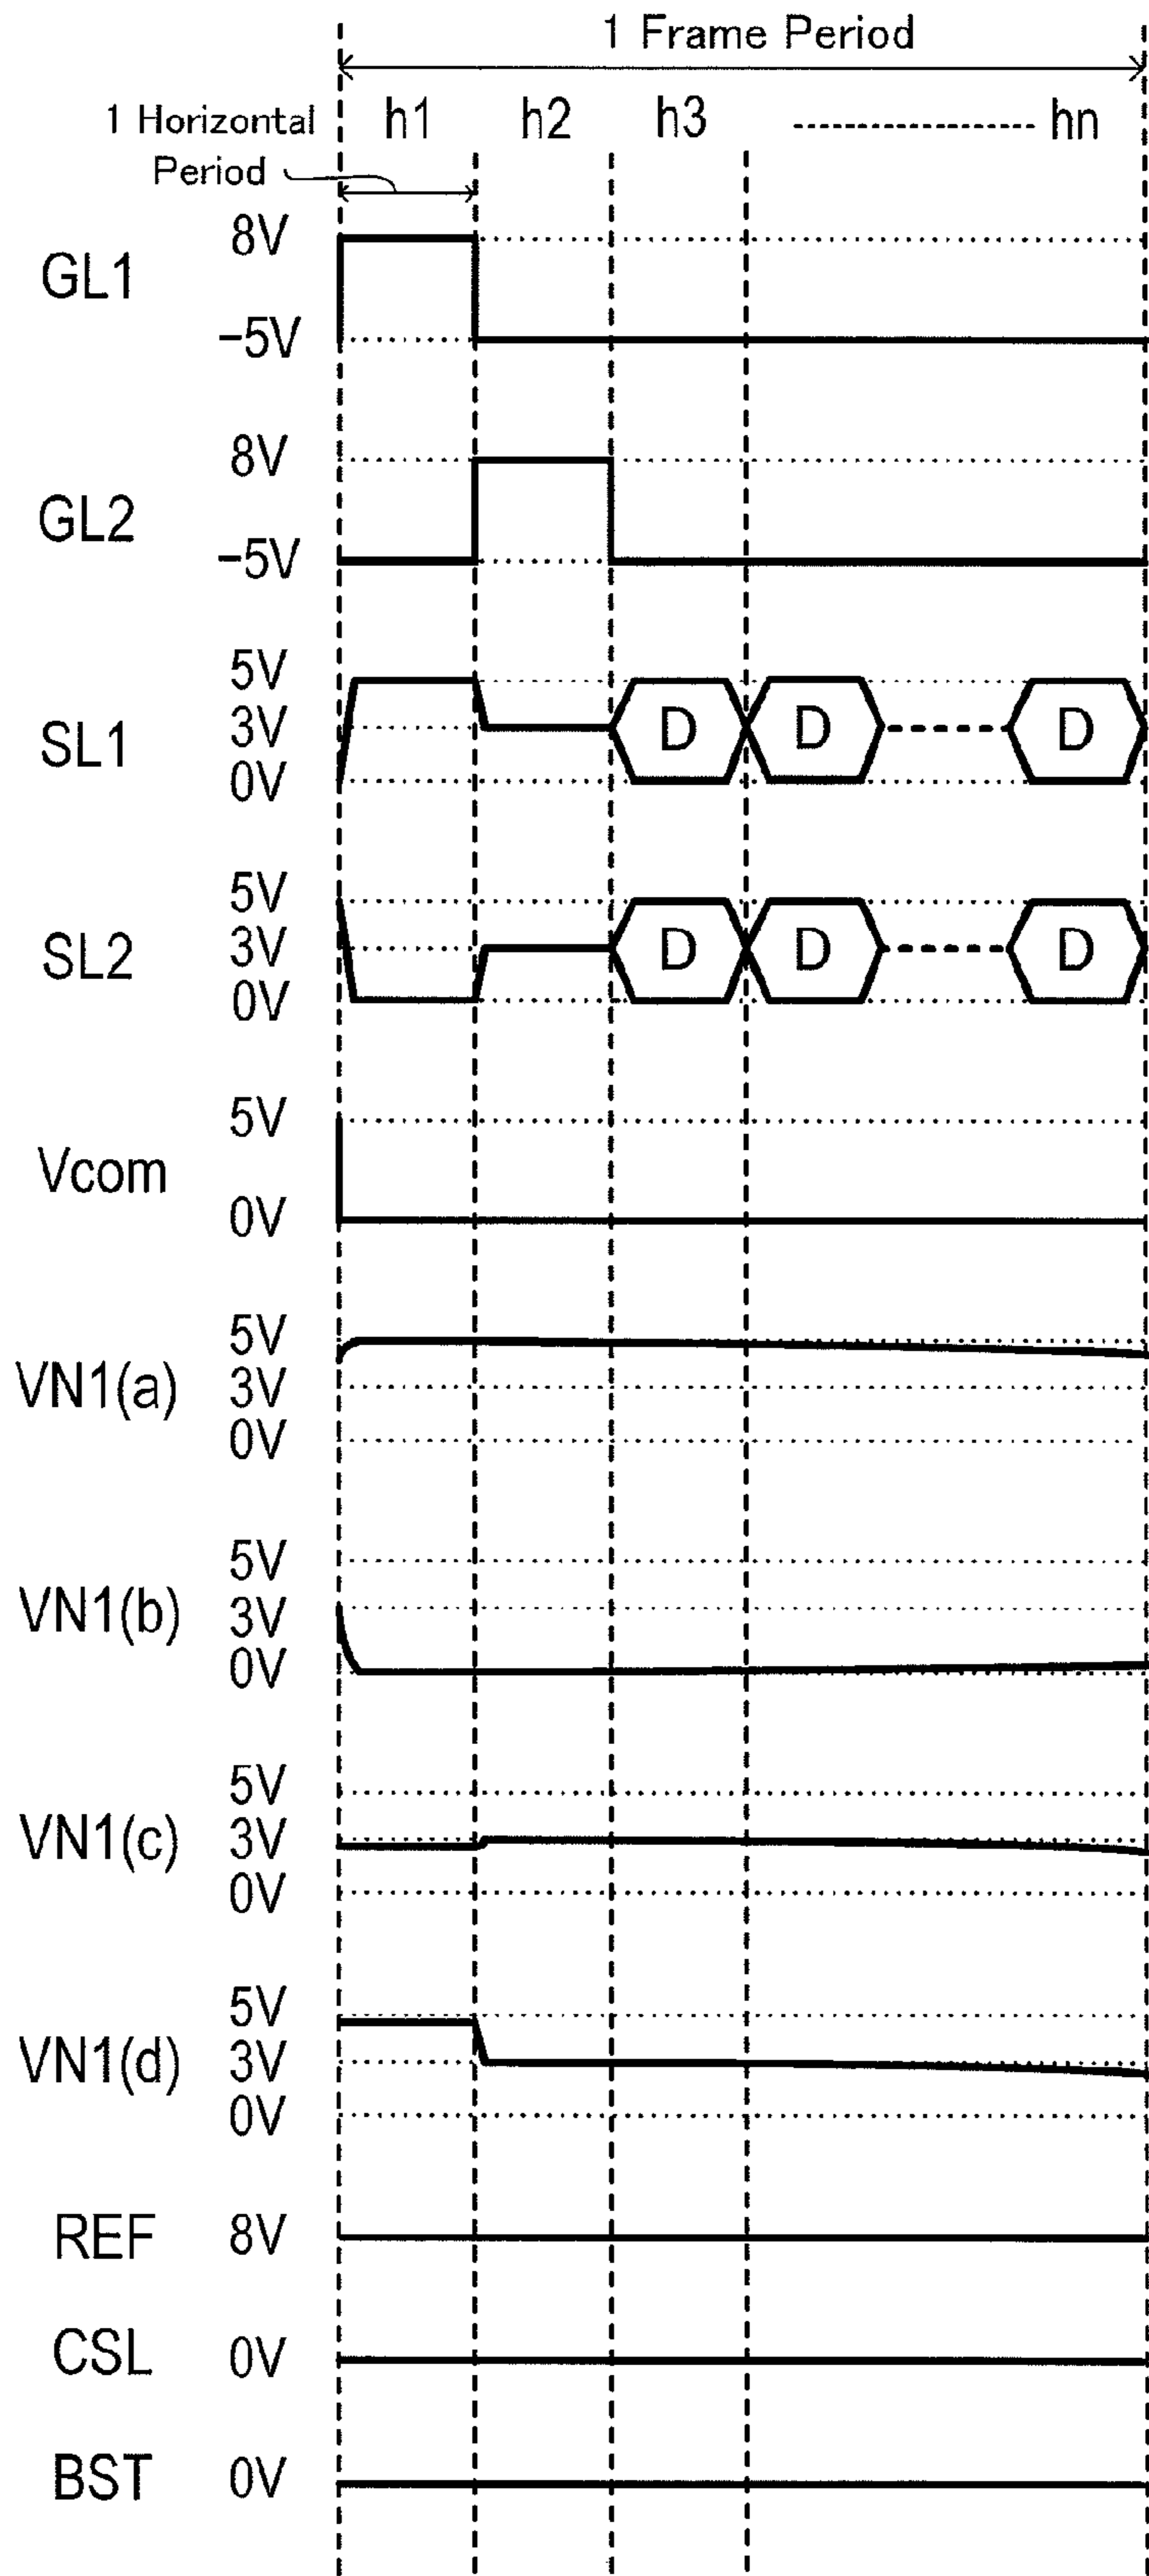 1 Frame Period
1 Horizontal Period
h1 h2 h3 hn
GL1
8V
−5V
GL2
8V
−5V
SL1
5V
3V
0V
D D D
SL2
5V
3V
0V
D D D
Vcom
5V
0V
VN1(a)
5V
3V
0V
VN1(b)
5V
3V
0V
VN1(c)
5V
3V
0V
VN1(d)
5V
3V
0V
REF 8V
CSL 0V
BST 0V